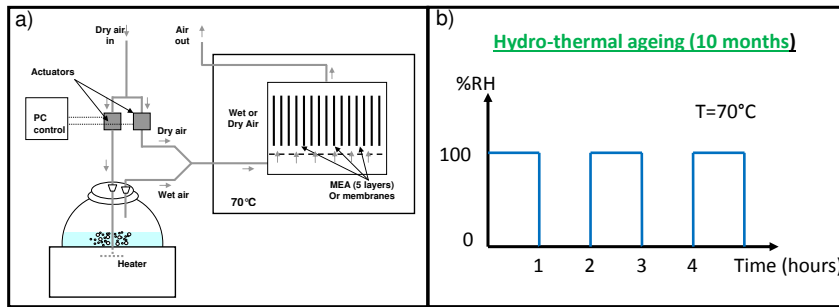 a)
Dry air
in
Air
out
Actuators
PC
control
Dry air
Wet air
Wet or
Dry Air
MEA (5 layers)
Or membranes
70°C
Heater
b)
Hydro-thermal ageing (10 months)
%RH
T=70°C
100
0
1 2 3 4 Time (hours)